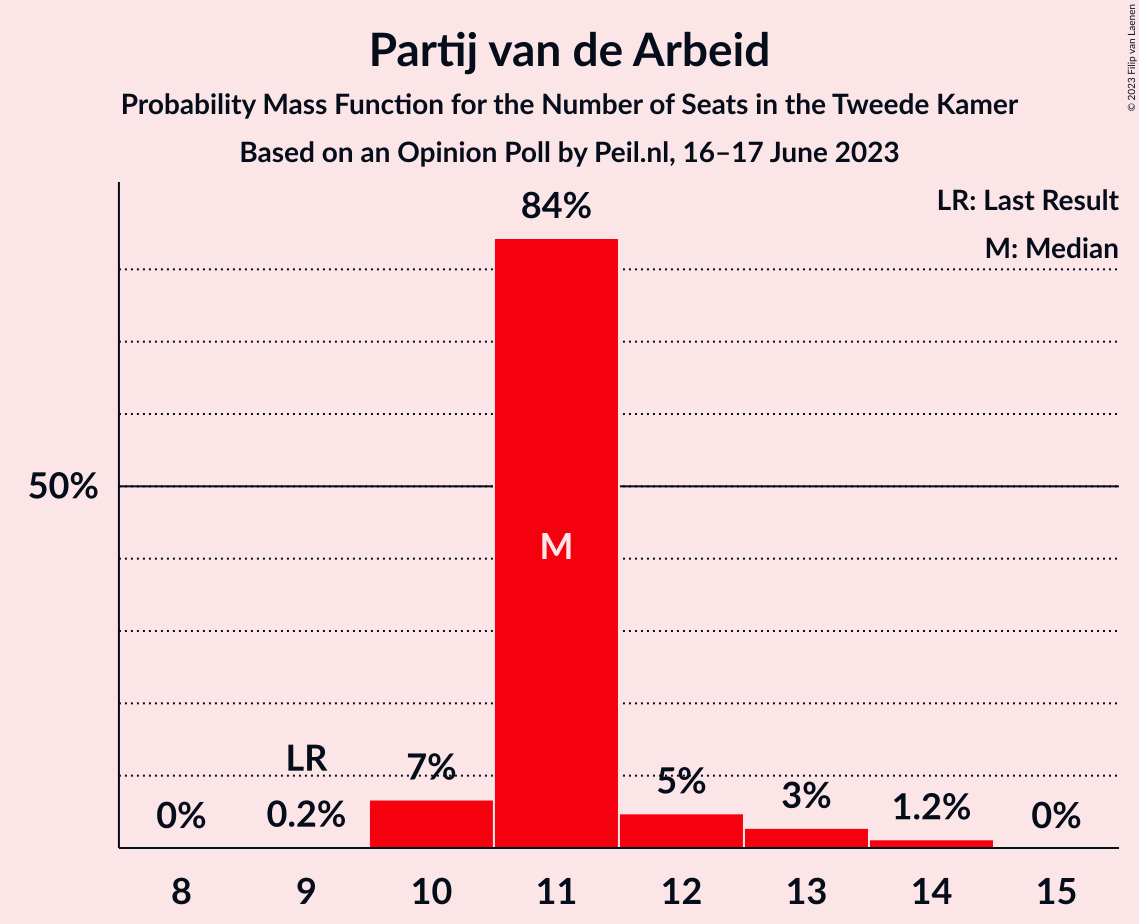 Partij van de Arbeid
Probability Mass Function for the Number of Seats in the Tweede Kamer
Based on an Opinion Poll by Peil.nl, 16–17 June 2023
© 2023 Filip van Laenen
LR: Last Result
M: Median
84%
50%
M
LR
0%
0.2%
7%
5%
3%
1.2%
0%
8 9 10 11 12 13 14 15